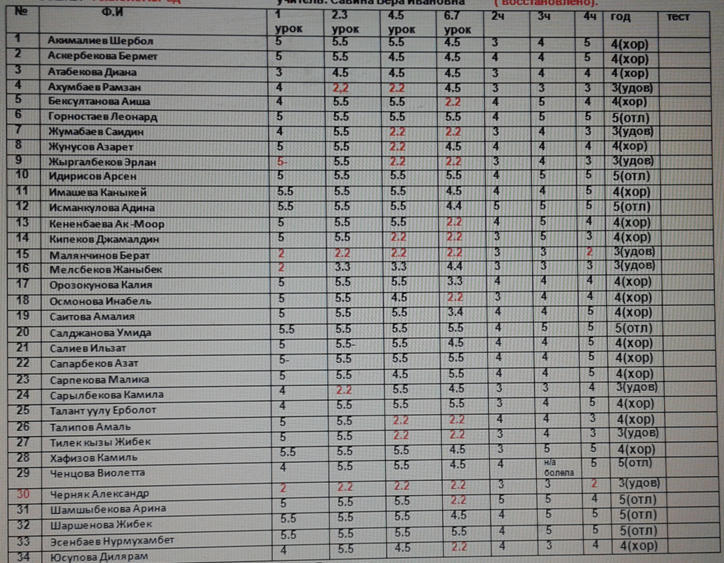 учитель: Савина Вера Ивановна ( восстановлено).
№ Ф.И 1 урок 2.3 урок 4.5 урок 6.7 урок 2ч 3ч 4ч год тест
1 Акималиев Шербол 5 5.5 5.5 4.5 3 4 5 4(хор)
2 Аскербекова Бермет 5 5.5 4.5 4.5 4 4 5 4(хор)
3 Атабекова Диана 3 4.5 4.5 4.5 3 4 4 4(хор)
4 Ахумбаев Рамзан 4 2,2 2.2 4.5 3 3 3 3(удов)
5 Бексултанова Аиша 4 5.5 5.5 2.2 4 5 4 4(хор)
6 Горностаев Леонард 5 5.5 5.5 5.5 4 5 5 5(отл)
7 Жумабаев Саидин 4 5.5 2.2 2.2 3 4 3 3(удов)
8 Жунусов Азарет 5 5.5 2.2 4.5 4 4 4 4(хор)
9 Жыргалбеков Эрлан 5- 5.5 2.2 2.2 3 4 3 3(удов)
10 Идирисов Арсен 5 5.5 5.5 5.5 4 5 5 5(отл)
11 Имашева Каныкей 5.5 5.5 5.5 4.5 4 4 5 4(хор)
12 Исманкулова Адина 5.5 5.5 5.5 4.4 5 5 5 5(отл)
13 Кененбаева Ак -Моор 5 5.5 5.5 2.2 4 5 4 4(хор)
14 Кипеков Джамалдин 5 5.5 2.2 2.2 3 5 3 4(хор)
15 Малянчинов Берат 2 2.2 2.2 2.2 3 3 2 3(удов)
16 Мелсбеков Жаныбек 2 3.3 3.3 4.4 3 3 3 3(удов)
17 Орозокунова Калия 5 5.5 5.5 3.3 4 4 4 4(хор)
18 Осмонова Инабель 5 5.5 4.5 2.2 3 4 4 4(хор)
19 Саитова Амалия 5 5.5 5.5 3.4 4 4 5 4(хор)
20 Салджанова Умида 5.5 5.5 5.5 5.5 4 5 5 5(отл)
21 Салиев Ильзат 5 5.5- 5.5 4.5 4 4 5 4(хор)
22 Сапарбеков Азат 5- 5.5 5.5 5.5 4 4 5 4(хор)
23 Сарпекова Малика 5 5.5 4.5 5.5 4 4 5 4(хор)
24 Сарылбекова Камила 4 2.2 5.5 4.5 3 3 4 3(удов)
25 Талант уулу Ерболот 4 5.5 5.5 5.5 3 4 5 4(хор)
26 Талипов Амаль 5 5.5 2.2 2.2 4 4 3 4(хор)
27 Тилек кызы Жибек 5 5.5 2.2 2.2 3 4 3 3(удов)
28 Хафизов Камиль 5.5 5.5 5.5 4.5 3 5 5 4(хор)
29 Ченцова Виолетта 4 5.5 5.5 4.5 4 н/а болела 5 5(отл)
30 Черняк Александр 2 2.2 2.2 2.2 3 3 2 3(удов)
31 Шамшыбекова Арина 5 5.5 5.5 2.2 5 5 4 5(отл)
32 Шаршенова Жибек 5.5 5.5 5.5 4.5 4 5 5 5(отл)
33 Эсенбаев Нурмухамбет 5.5 5.5 5.5 5.5 4 5 5 5(отл)
34 Юсупова Дилярам 4 5.5 4.5 2.2 4 3 4 4(хор)